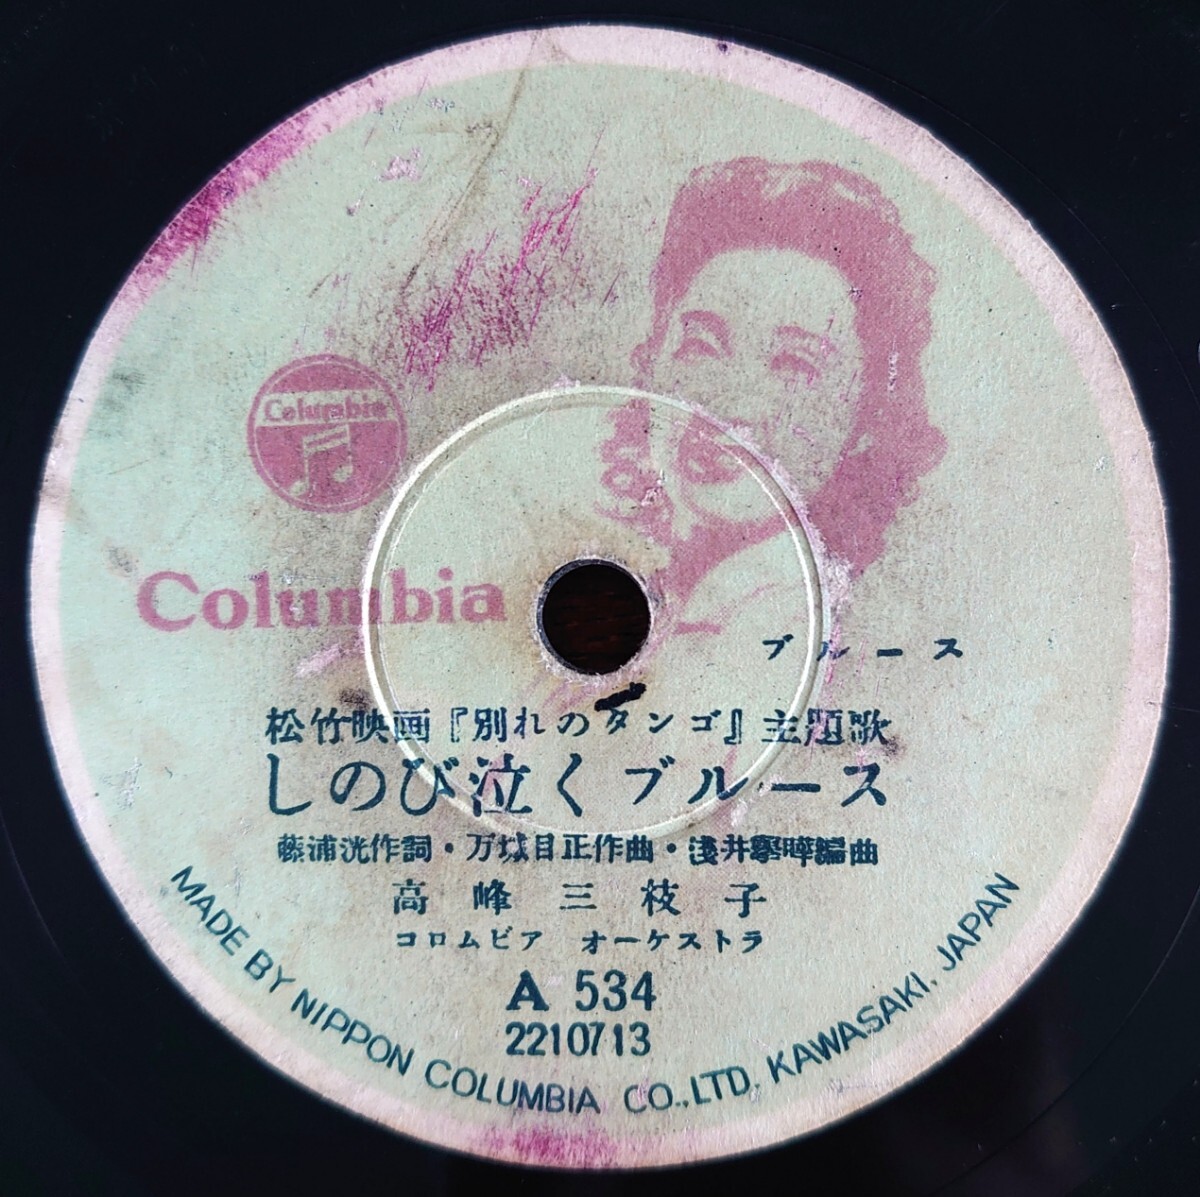 Columbia
Columbia
ブルース
松竹映画『別れのタンゴ』主題歌
しのび泣くブルース
藤浦洸作詞・万城目正作曲・浅井擧曄編曲
高峰三枝子
コロムビア オーケストラ
A 534
2210713
MADE BY NIPPON COLUMBIA CO.,LTD. KAWASAKI, JAPAN